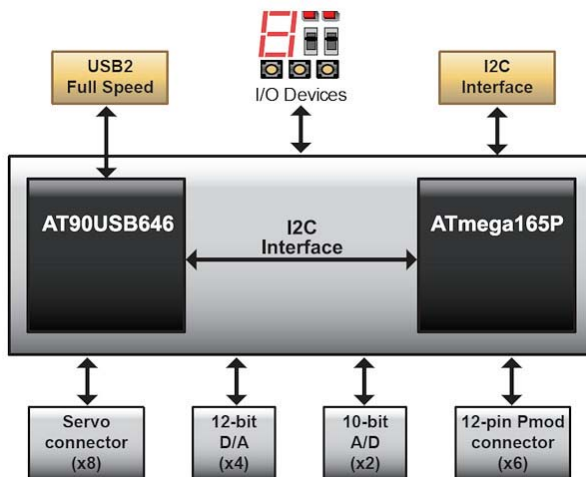 USB2
Full Speed
I/O Devices
I2C
Interface
AT90USB646
I2C
Interface
ATmega165P
Servo
connector
(x8)
12-bit
D/A
(x4)
10-bit
A/D
(x2)
12-pin Pmod
connector
(x6)